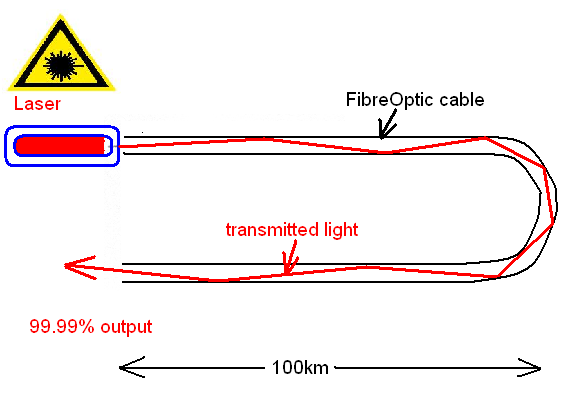 Laser
FibreOptic cable
transmitted light
99.99% output
100km